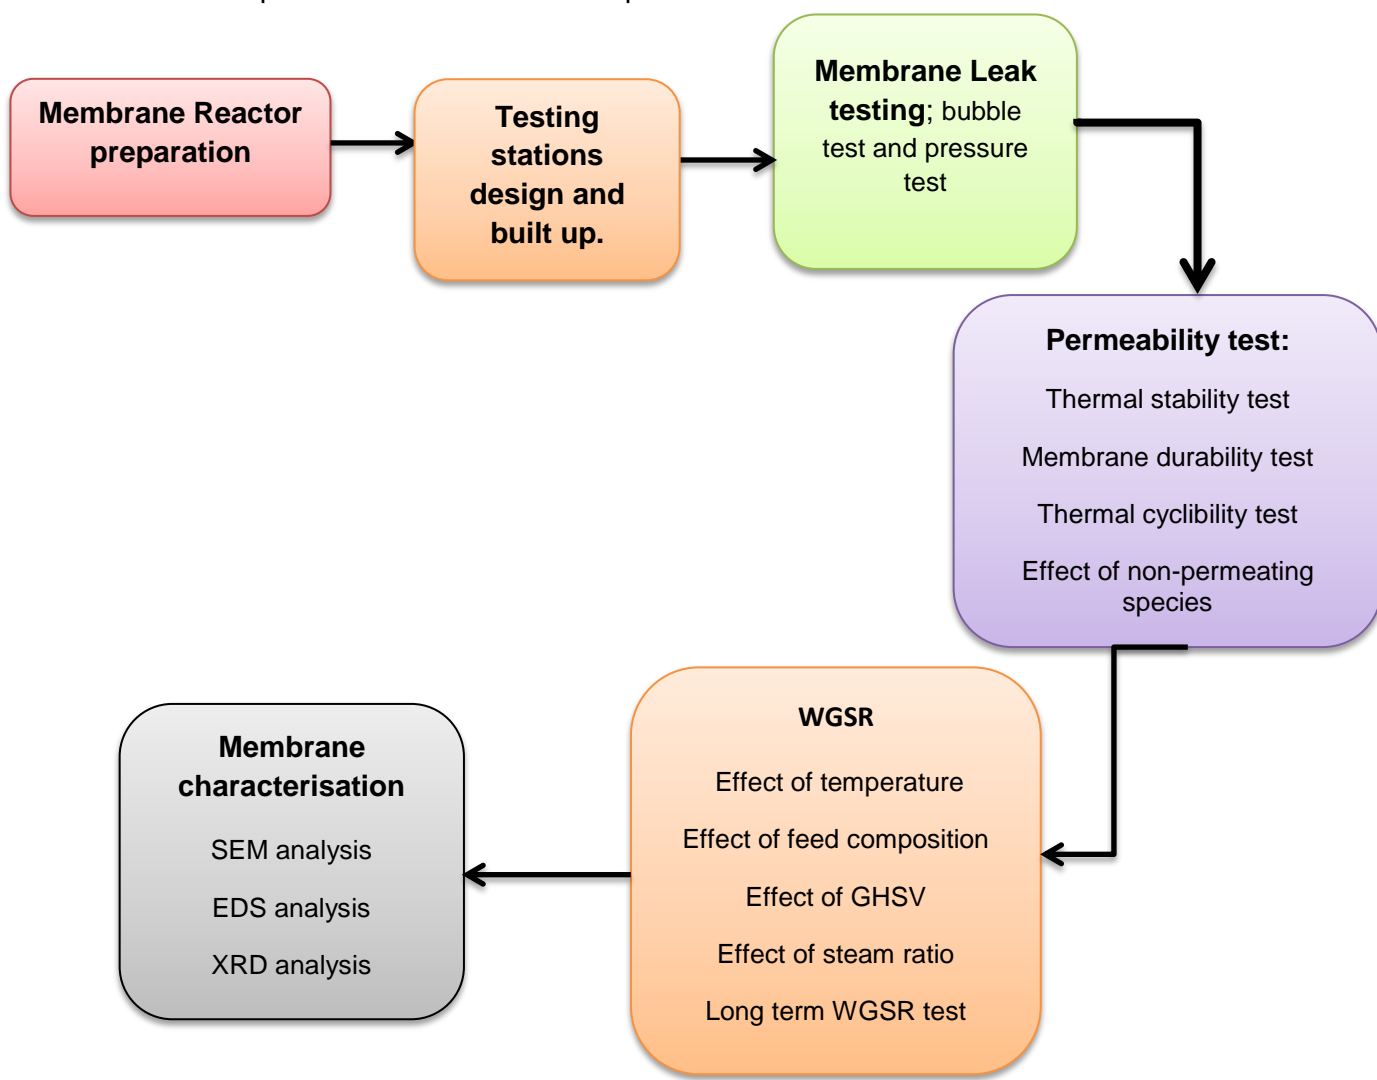 Membrane Reactor
preparation
Testing
stations
design and
built up.
Membrane Leak
testing; bubble
test and pressure
test
Permeability test:
Thermal stability test
Membrane durability test
Thermal cyclibility test
Effect of non-permeating
species
WGSR
Effect of temperature
Effect of feed composition
Effect of GHSV
Effect of steam ratio
Long term WGSR test
Membrane
characterisation
SEM analysis
EDS analysis
XRD analysis